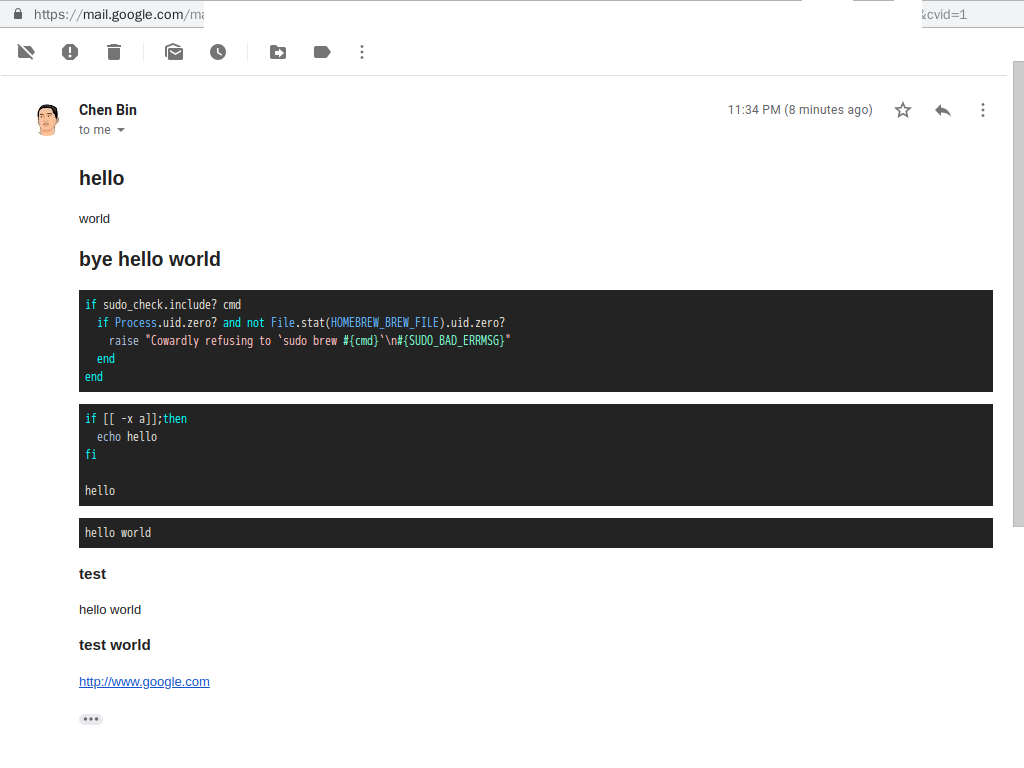 https://mail.google.com/ma
&cvid=1
Chen Bin
11:34 PM (8 minutes ago)
to me
hello
world
bye hello world
if sudo_check.include? cmd
  if Process.uid.zero? and not File.stat(HOMEBREW_BREW_FILE).uid.zero?
    raise "Cowardly refusing to `sudo brew #{cmd}`\n#{SUDO_BAD_ERRMSG}"
  end
end
if [[ -x a]];then
  echo hello
fi
hello
hello world
test
hello world
test world
http://www.google.com